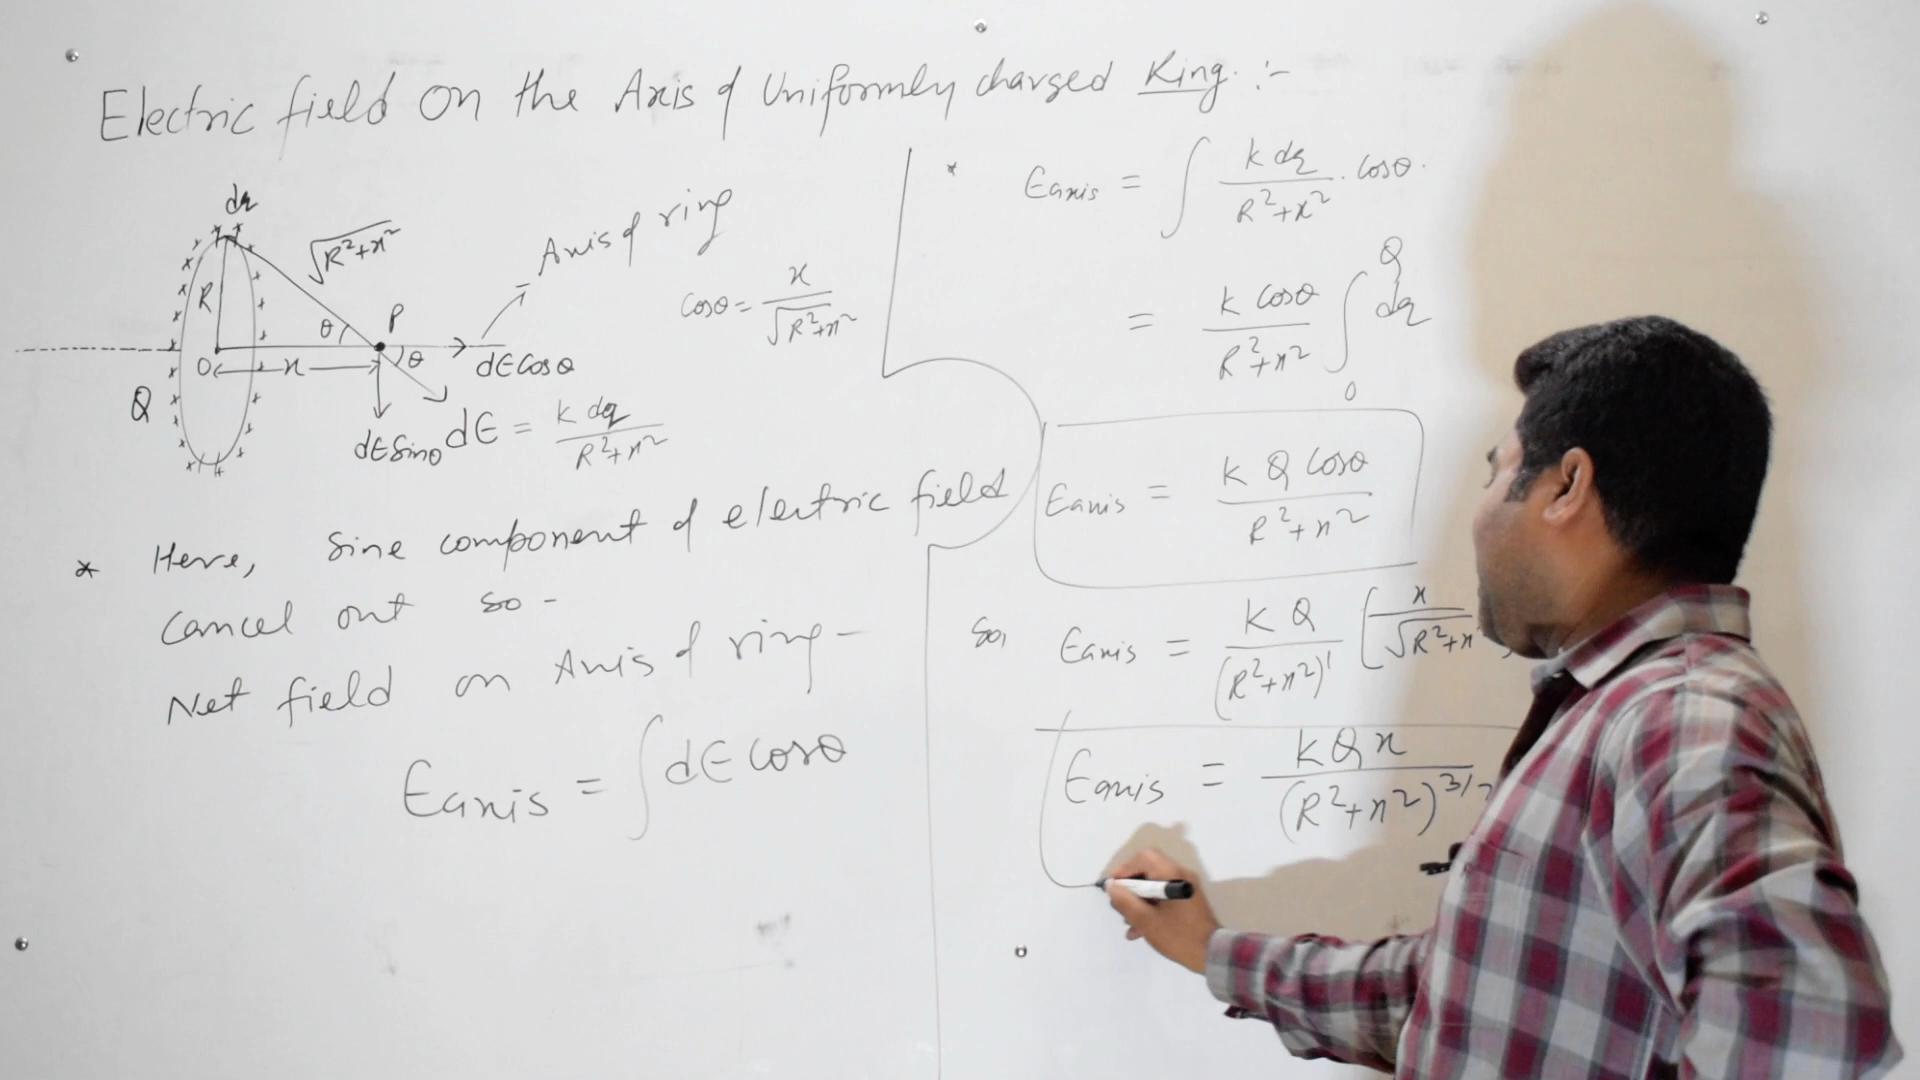 Electric field on the Axis of Uniformly charged Ring :-
dq
R
√R²+x²
Axis of ring
cosθ = x / √R²+x²
θ
P
O
x
θ
dE cosθ
Q
dE sinθ
dE = k dq / R²+x²
* Here, Sine component of electric field
cancel out so -
Net field on Axis of ring -
Eaxis = ∫ dE cosθ
* Eaxis = ∫ k dq / R²+x² . cosθ.
= k cosθ / R²+x² ∫₀^Q dq
Eaxis = k Q cosθ / R²+x²
So, Eaxis = k Q / (R²+x²)¹ [ x / √R²+x
Eaxis = k Q x / (R²+x²)^3/2